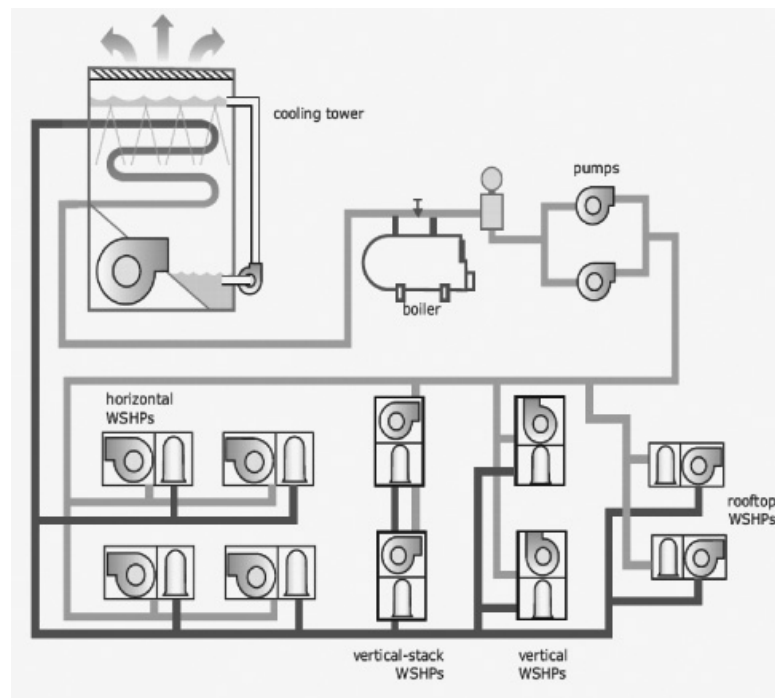 cooling tower
pumps
boiler
horizontal
WSHPs
rooftop
WSHPs
vertical-stack
WSHPs
vertical
WSHPs